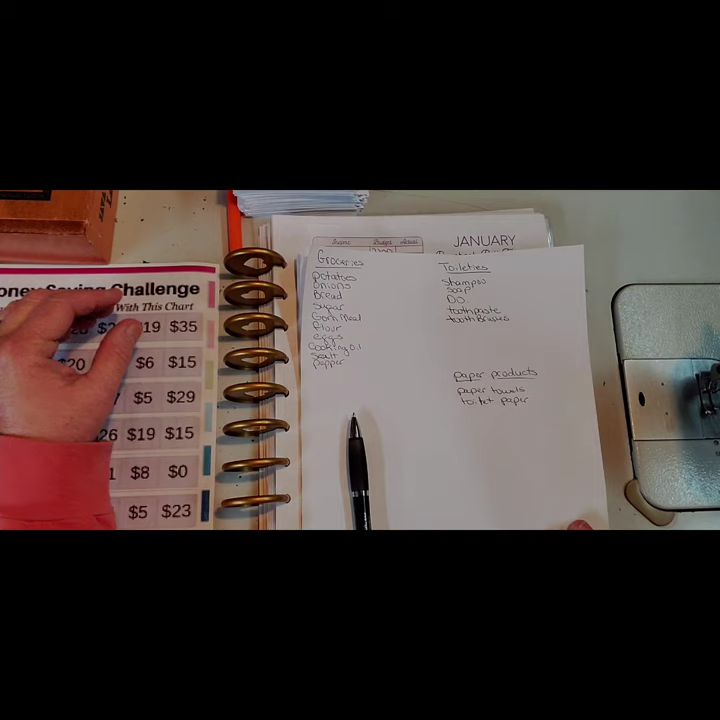 Money Saving Challenge
With This Chart
19 $35
$20
$6 $15
$5 $29
26 $19 $15
1 $8 $0
$5 $23
JANUARY
Groceries
potatoes
Onions
Bread
sugar
Corn Meal
flour
eggs
Cooking Oil
Salt
pepper
Toileties
Shampoo
Soap
D.O.
toothpaste
toothBrushes
paper products
paper towels
toilet paper